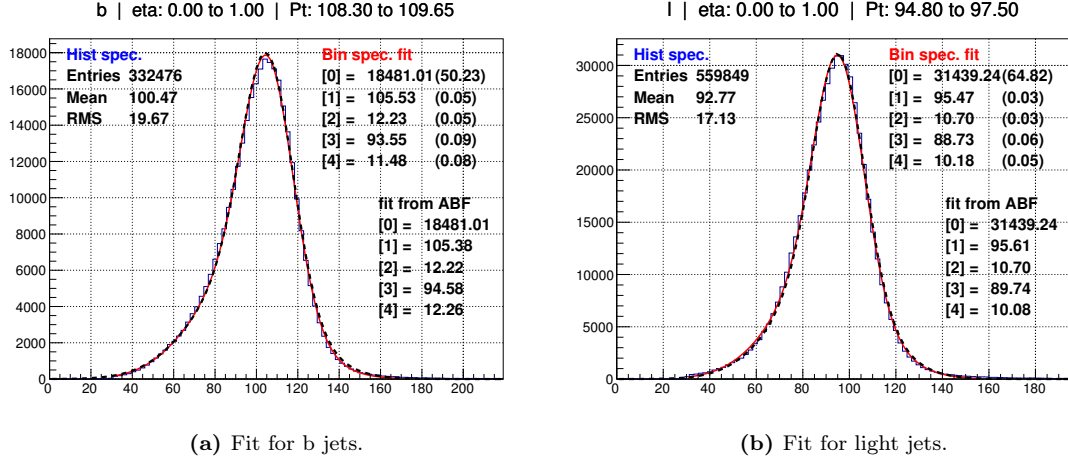 b | eta: 0.00 to 1.00 | Pt: 108.30 to 109.65
Hist spec.
Entries 332476
Mean 100.47
RMS 19.67
Bin spec. fit
[0] = 18481.01(50.23)
[1] = 105.53 (0.05)
[2] = 12.23 (0.05)
[3] = 93.55 (0.09)
[4] = 11.48 (0.08)
fit from ABF
[0] = 18481.01
[1] = 105.38
[2] = 12.22
[3] = 94.58
[4] = 12.26
18000
16000
14000
12000
10000
8000
6000
4000
2000
0
0 20 40 60 80 100 120 140 160 180 200
(a) Fit for b jets.
l | eta: 0.00 to 1.00 | Pt: 94.80 to 97.50
Hist spec.
Entries 559849
Mean 92.77
RMS 17.13
Bin spec. fit
[0] = 31439.24(64.82)
[1] = 95.47 (0.03)
[2] = 10.70 (0.03)
[3] = 88.73 (0.06)
[4] = 10.18 (0.05)
fit from ABF
[0] = 31439.24
[1] = 95.61
[2] = 10.70
[3] = 89.74
[4] = 10.08
30000
25000
20000
15000
10000
5000
0
0 20 40 60 80 100 120 140 160 180
(b) Fit for light jets.